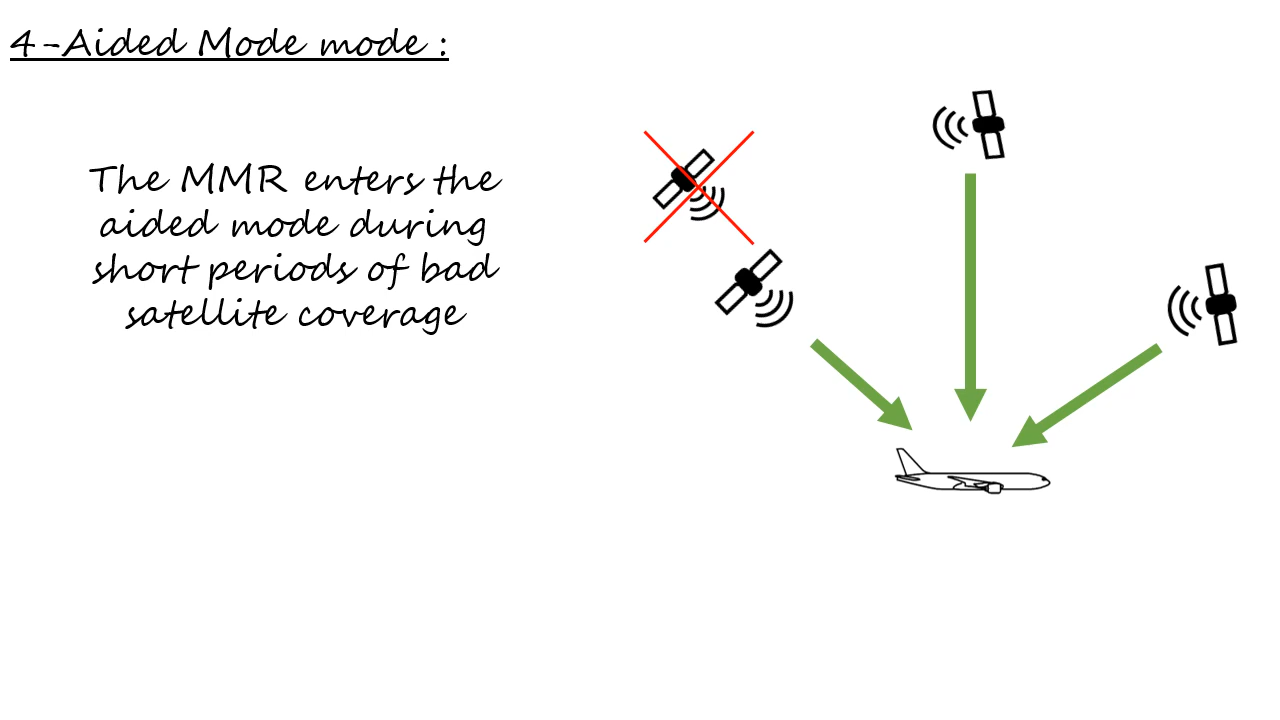 4-Aided Mode mode :
The MMR enters the
aided mode during
short periods of bad
satellite coverage